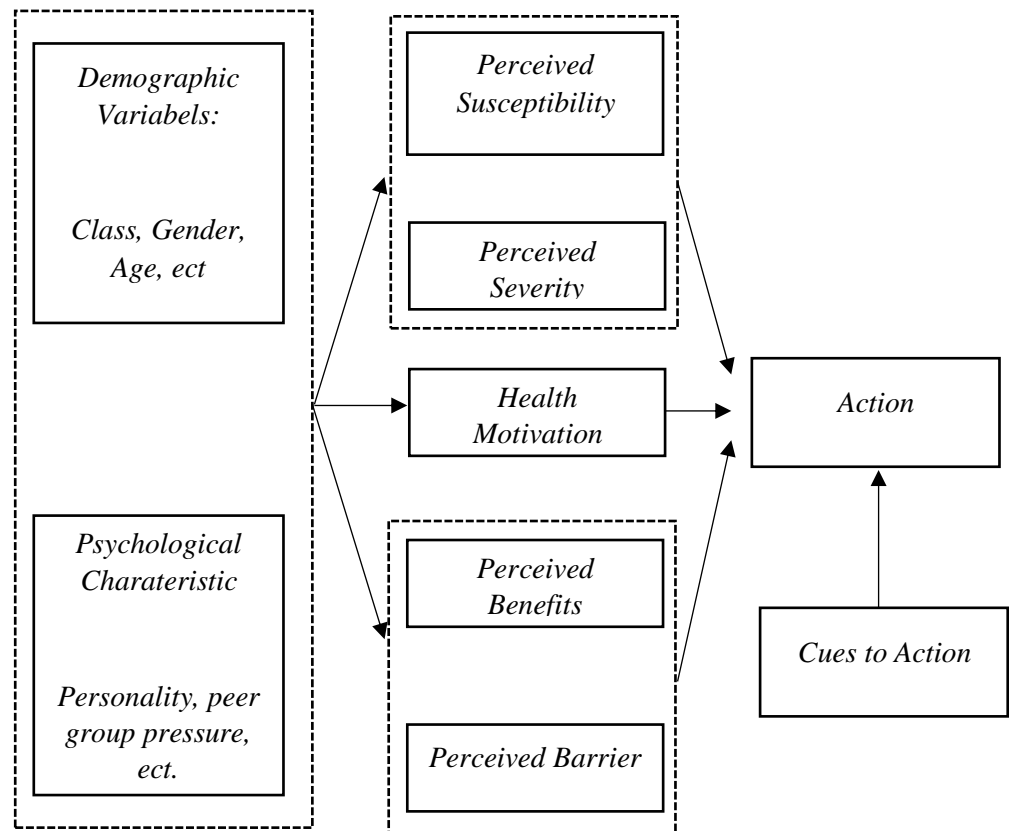 Demographic
Variabels:
Class, Gender,
Age, ect
Psychological
Charateristic
Personality, peer
group pressure,
ect.
Perceived
Susceptibility
Perceived
Severity
Health
Motivation
Perceived
Benefits
Perceived Barrier
Action
Cues to Action